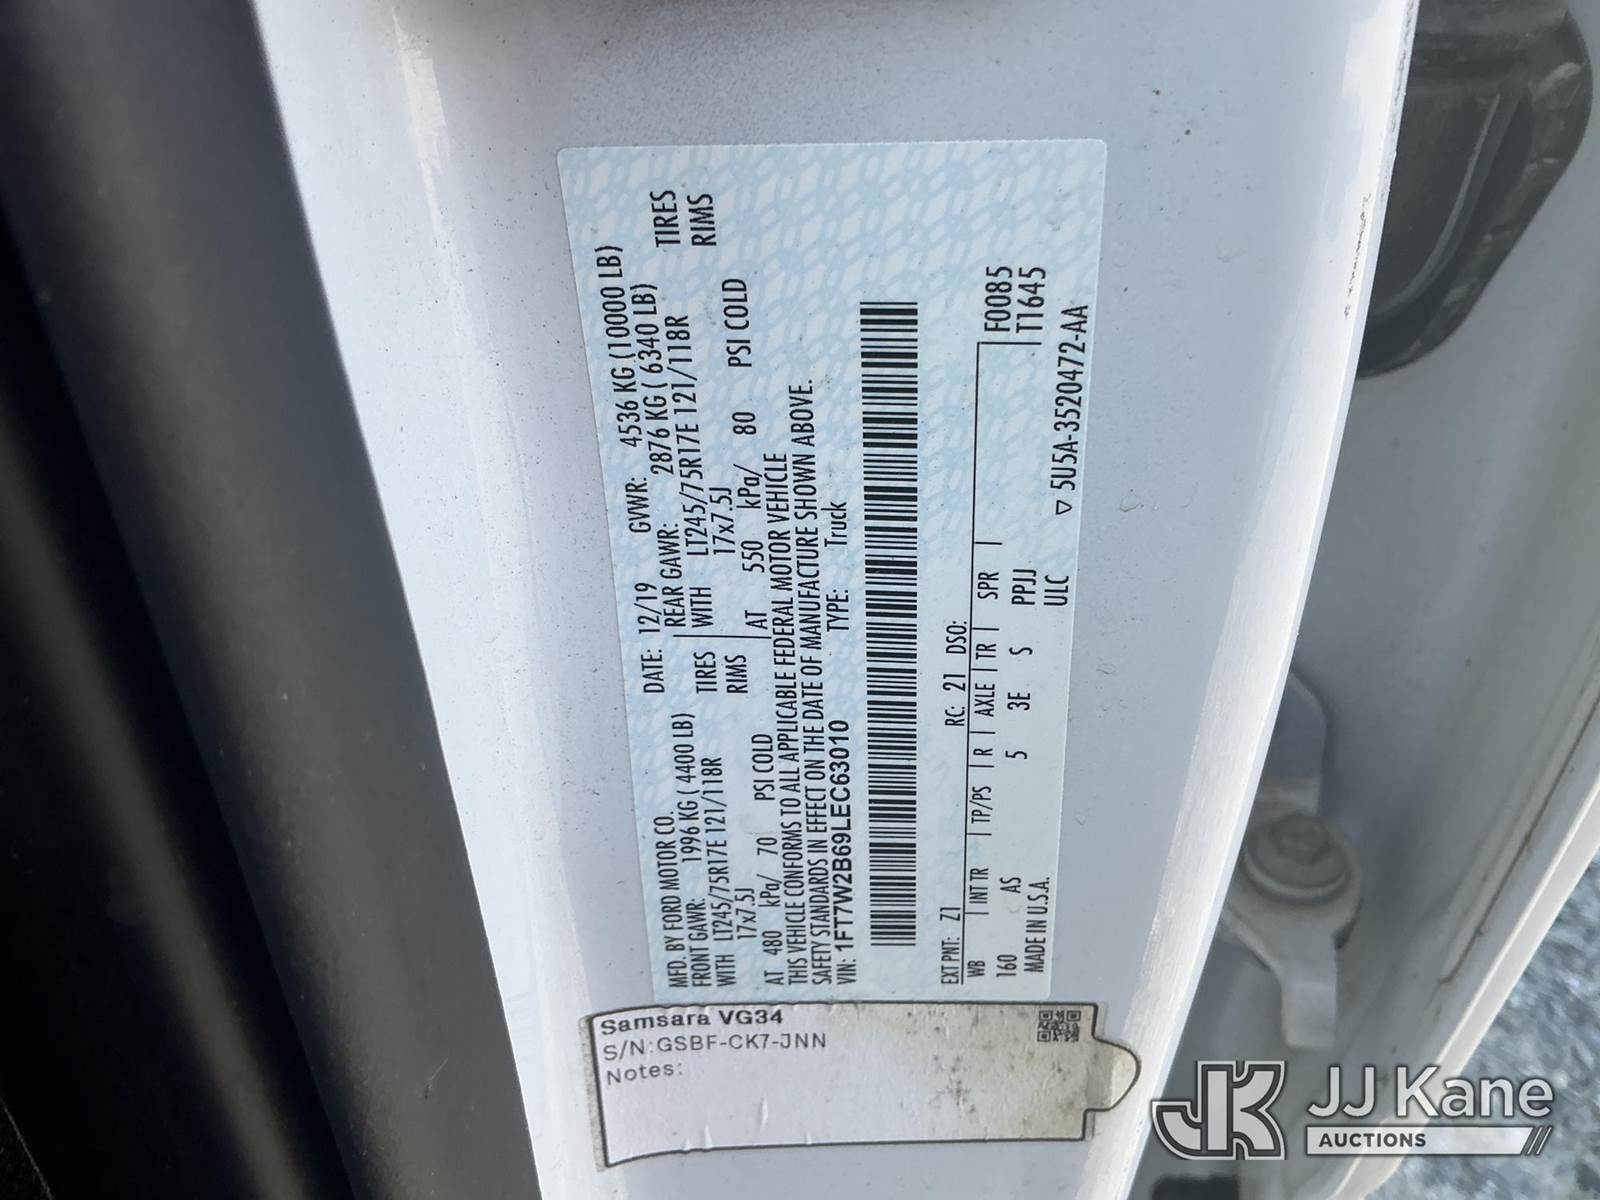 MFD. BY FORD MOTOR CO.
DATE: 12/19 GVWR: 4536 KG (10000 LB)
FRONT GAWR: 1996 KG ( 4400 LB) REAR GAWR: 2876 KG ( 6340 LB)
WITH LT245/75R17E 121/118R TIRES WITH LT245/75R17E 121/118R TIRES
17x7.5J RIMS 17x7.5J RIMS
AT 480 kPa/ 70 PSI COLD AT 550 kPa/ 80 PSI COLD
THIS VEHICLE CONFORMS TO ALL APPLICABLE FEDERAL MOTOR VEHICLE
SAFETY STANDARDS IN EFFECT ON THE DATE OF MANUFACTURE SHOWN ABOVE.
VIN: 1FT7W2B69LEC63010 TYPE: Truck
EXT PNT: Z1 RC: 21 DSO: F0085
WB INT TR TP/PS R AXLE TR SPR T1645
160 AS 5 3E S PPJJ
MADE IN U.S.A. ULC
▽ 5U5A-3520472-AA
Samsara VG34
S/N:GSBF-CK7-JNN
Notes:
JK JJ Kane
AUCTIONS